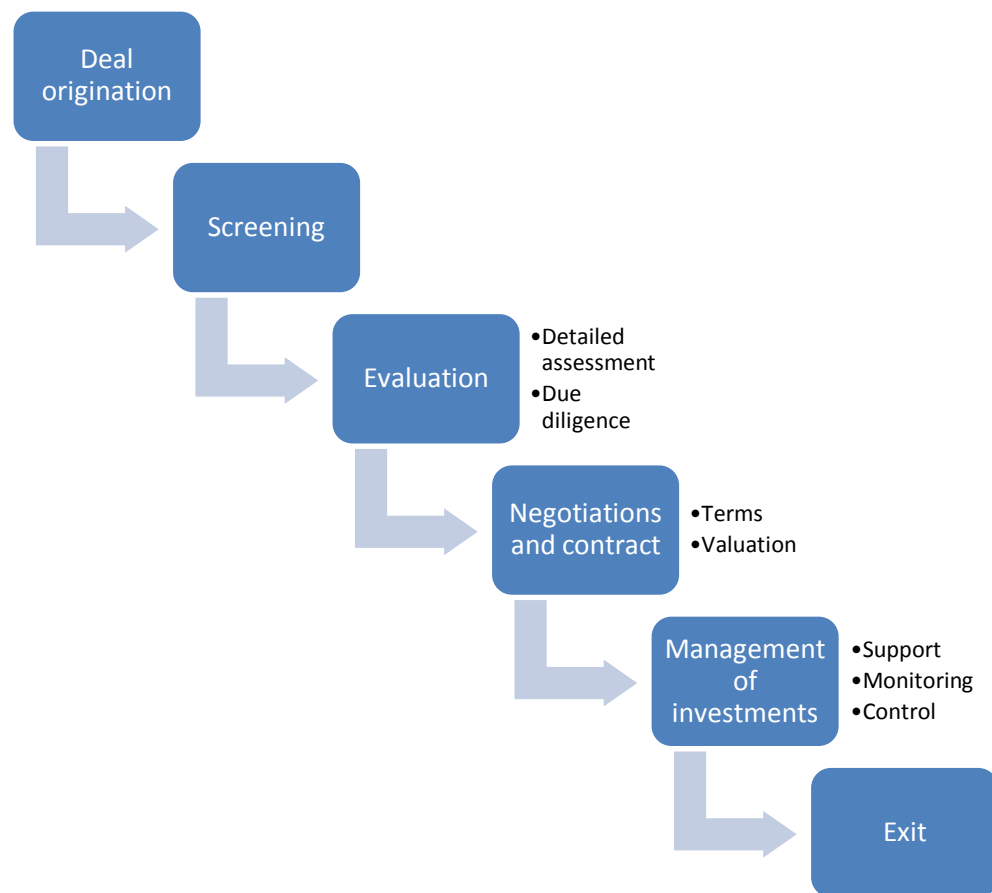 Deal
origination
Screening
Evaluation
•Detailed
assessment
•Due
diligence
Negotiations
and contract
•Terms
•Valuation
Management
of
investments
•Support
•Monitoring
•Control
Exit